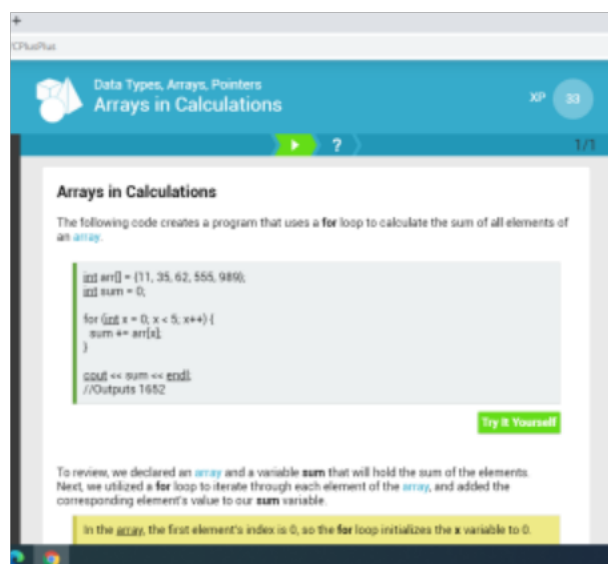 +
CPlusPlus
Data Types, Arrays, Pointers
Arrays in Calculations
XP 33
?
1/1
Arrays in Calculations
The following code creates a program that uses a for loop to calculate the sum of all elements of
an array.
int arr[] = {11, 35, 62, 555, 989};
int sum = 0;
for (int x = 0; x < 5; x++) {
sum += arr[x];
}
cout << sum << endl;
//Outputs 1652
Try It Yourself
To review, we declared an array and a variable sum that will hold the sum of the elements.
Next, we utilized a for loop to iterate through each element of the array, and added the
corresponding element's value to our sum variable.
In the array, the first element's index is 0, so the for loop initializes the x variable to 0.